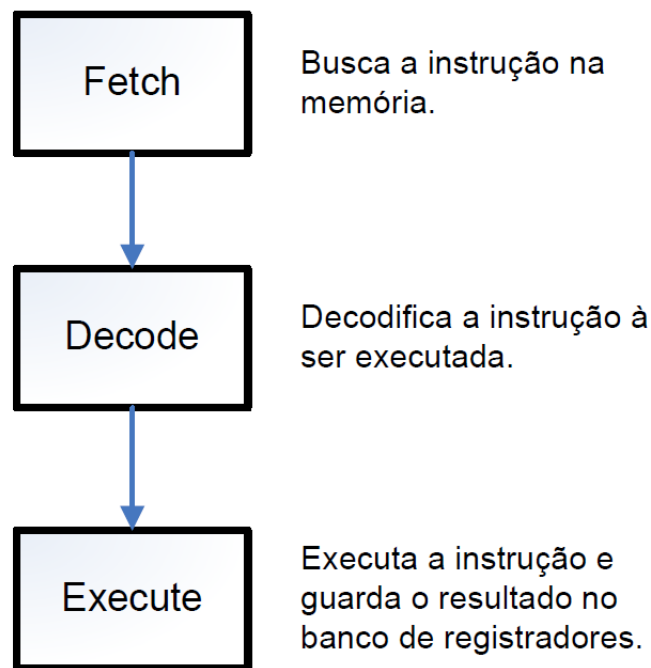 Fetch
Busca a instrução na
memória.
Decode
Decodifica a instrução à
ser executada.
Execute
Executa a instrução e
guarda o resultado no
banco de registradores.